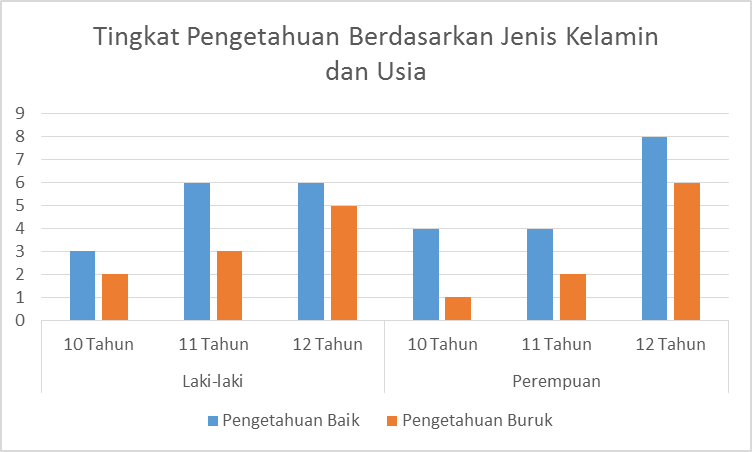 Tingkat Pengetahuan Berdasarkan Jenis Kelamin
dan Usia
9
8
7
6
5
4
3
2
1
0
10 Tahun 11 Tahun 12 Tahun 10 Tahun 11 Tahun 12 Tahun
Laki-laki Perempuan
Pengetahuan Baik Pengetahuan Buruk